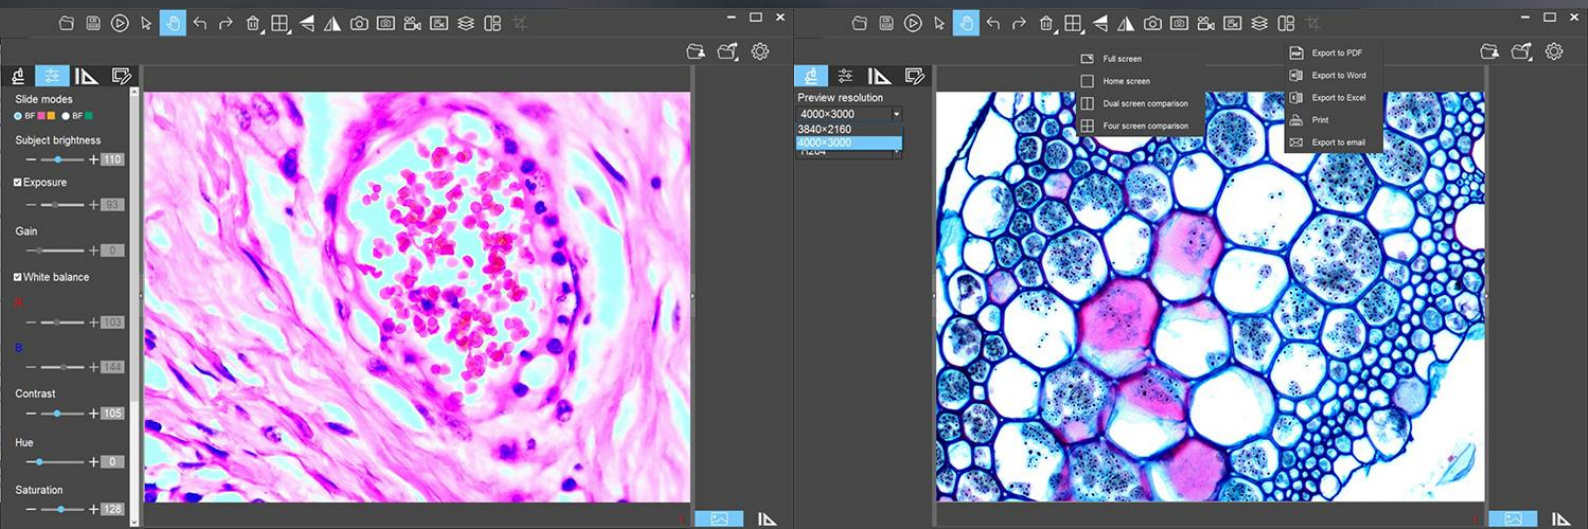 Slide modes
BF BF
Subject brightness
110
Exposure
93
Gain
0
White balance
R
103
B
144
Contrast
105
Hue
0
Saturation
128
Preview resolution
4000×3000
3840×2160
4000×3000
H264
Full screen
Home screen
Dual screen comparison
Four screen comparison
Export to PDF
Export to Word
Export to Excel
Print
Export to email